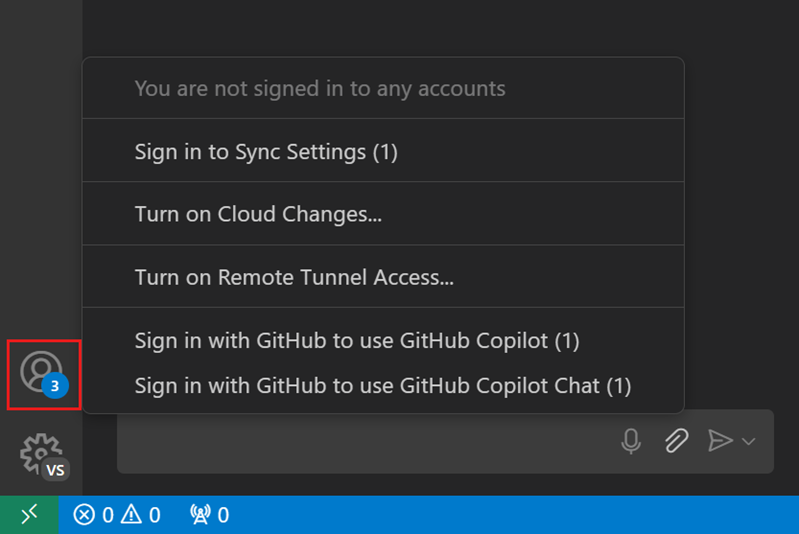 You are not signed in to any accounts
Sign in to Sync Settings (1)
Turn on Cloud Changes...
Turn on Remote Tunnel Access...
Sign in with GitHub to use GitHub Copilot (1)
Sign in with GitHub to use GitHub Copilot Chat (1)
3
VS
0 0 0